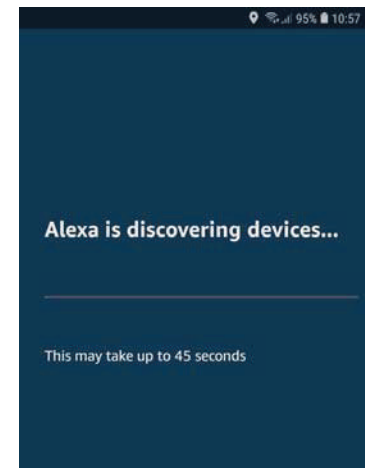 95% 10:57
Alexa is discovering devices...
This may take up to 45 seconds